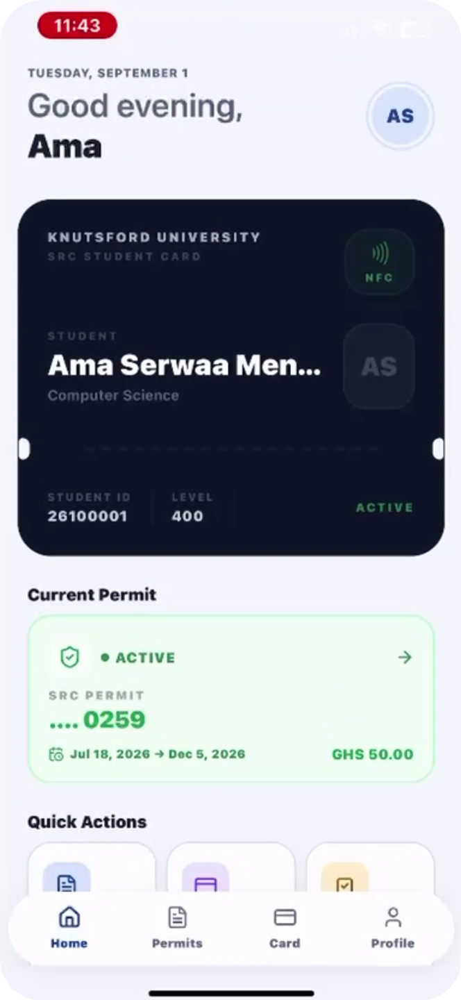 11:43
TUESDAY, SEPTEMBER 1
Good evening,
Ama
AS
KNUTSFORD UNIVERSITY
SRC STUDENT CARD
NFC
STUDENT
Ama Serwaa Men...
Computer Science
AS
STUDENT ID
26100001
LEVEL
400
ACTIVE
Current Permit
• ACTIVE →
SRC PERMIT
.... 0259
Jul 18, 2026 → Dec 5, 2026
GHS 50.00
Quick Actions
Home
Permits
Card
Profile